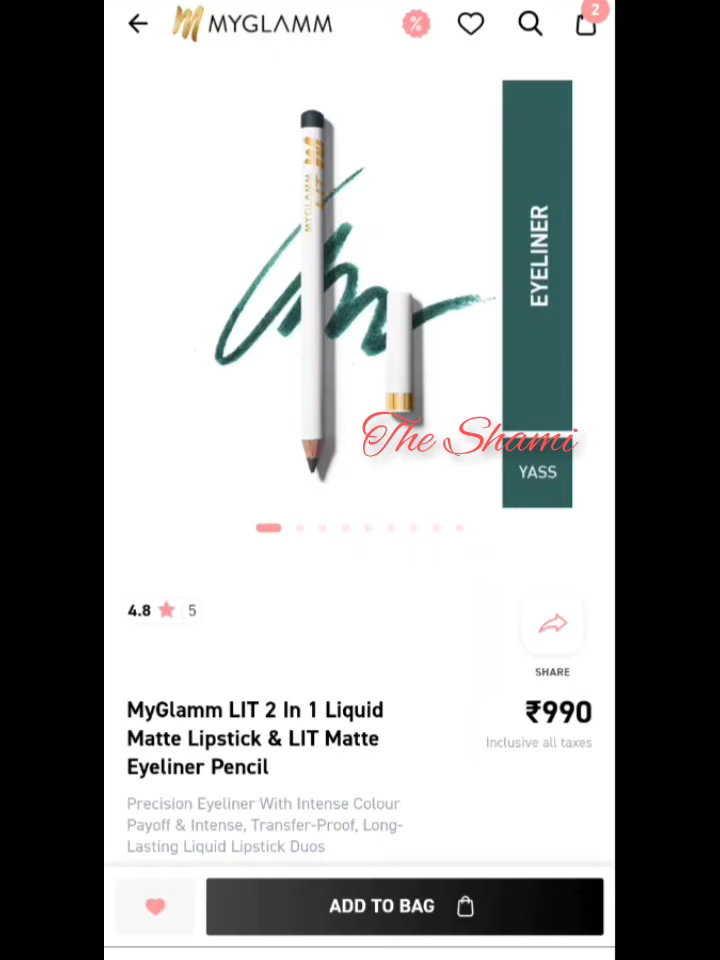 MYGLAMM
%
2
MYGLAMM
LIT
EYELINER
The Shami
YASS
4.8
5
SHARE
MyGlamm LIT 2 In 1 Liquid
Matte Lipstick & LIT Matte
Eyeliner Pencil
₹990
Inclusive all taxes
Precision Eyeliner With Intense Colour
Payoff & Intense, Transfer-Proof, Long-
Lasting Liquid Lipstick Duos
ADD TO BAG